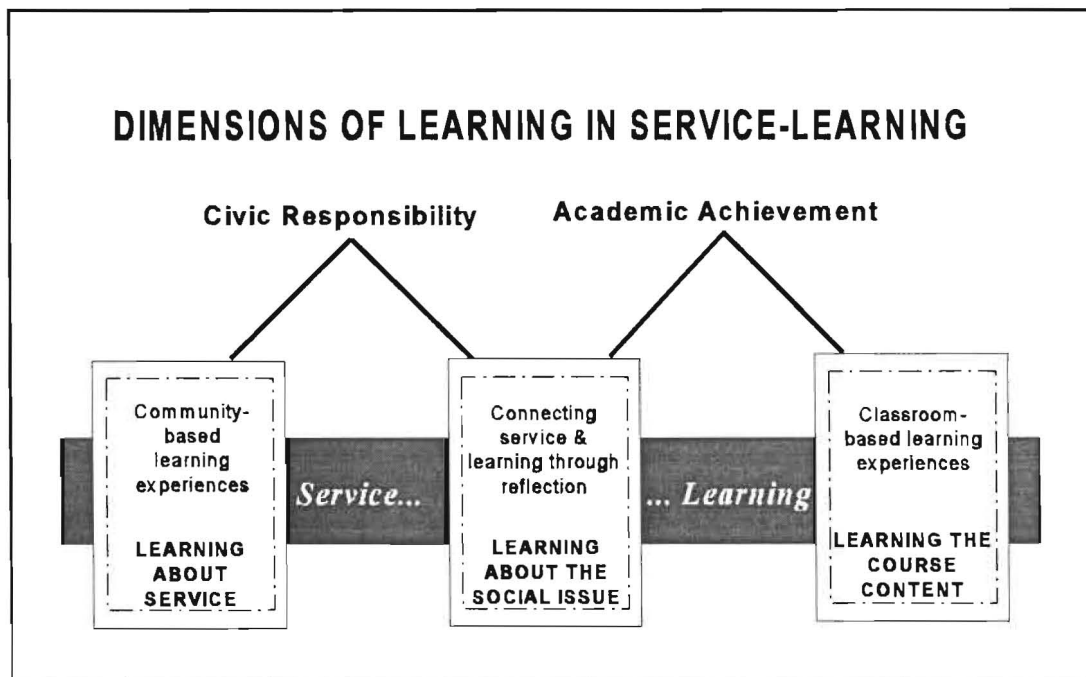 DIMENSIONS OF LEARNING IN SERVICE-LEARNING
Civic Responsibility
Academic Achievement
Community-
based
learning
experiences
LEARNING
ABOUT
SERVICE
Service...
Connecting
service &
learning through
reflection
LEARNING
ABOUT THE
SOCIAL ISSUE
... Learning
Classroom-
based learning
experiences
LEARNING THE
COURSE
CONTENT